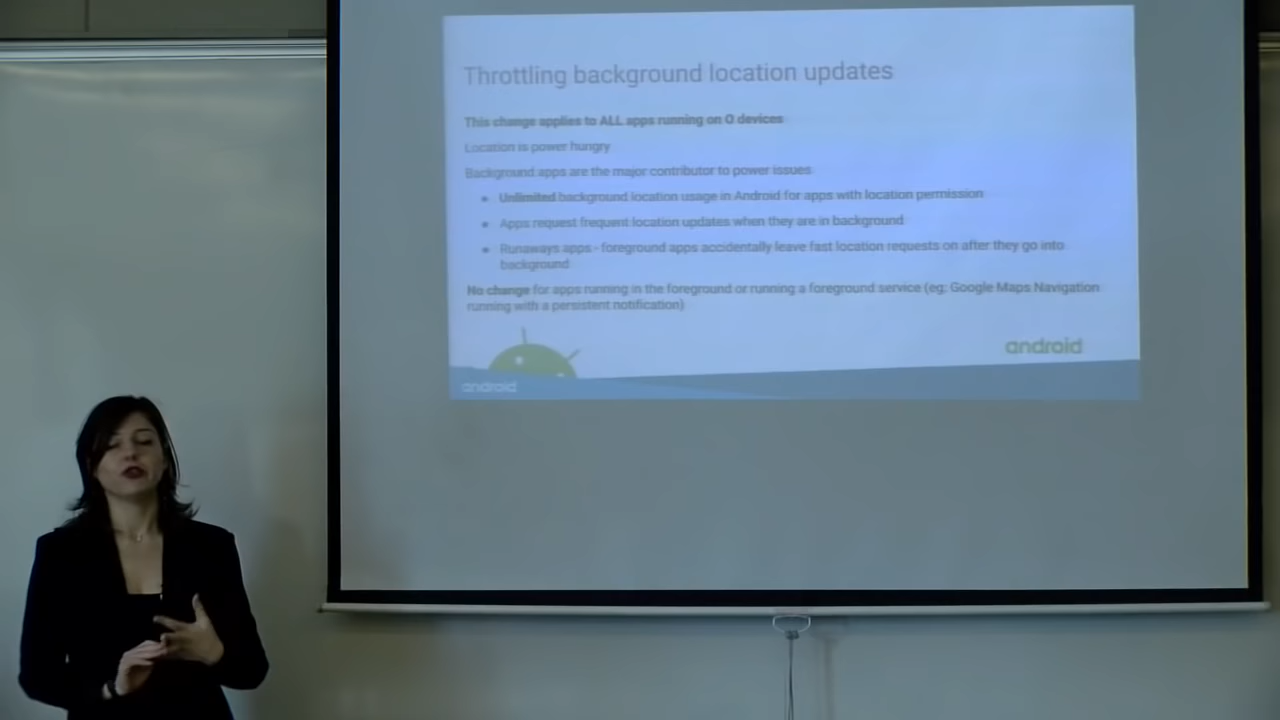 Throttling background location updates
This change applies to ALL apps running on O devices
Location is power hungry
Background apps are the major contributor to power issues
Unlimited background location usage in Android for apps with location permission
Apps request frequent location updates when they are in background
Runaways apps - foreground apps accidentally leave fast location requests on after they go into
background
No change for apps running in the foreground or running a foreground service (eg: Google Maps Navigation
running with a persistent notification)
android
android